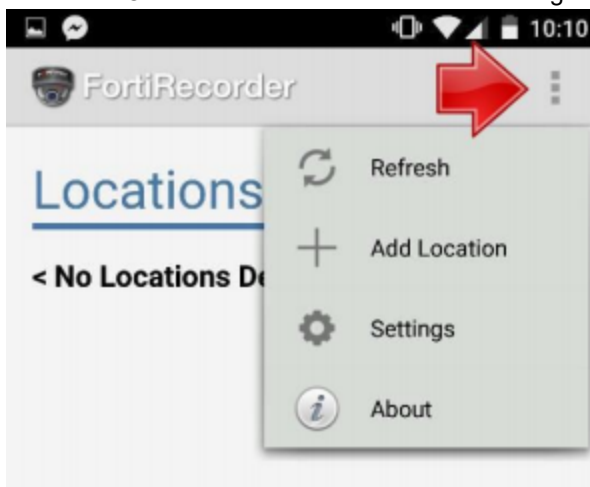 10:10
FortiRecorder
Refresh
Locations
Add Location
< No Locations De
Settings
About